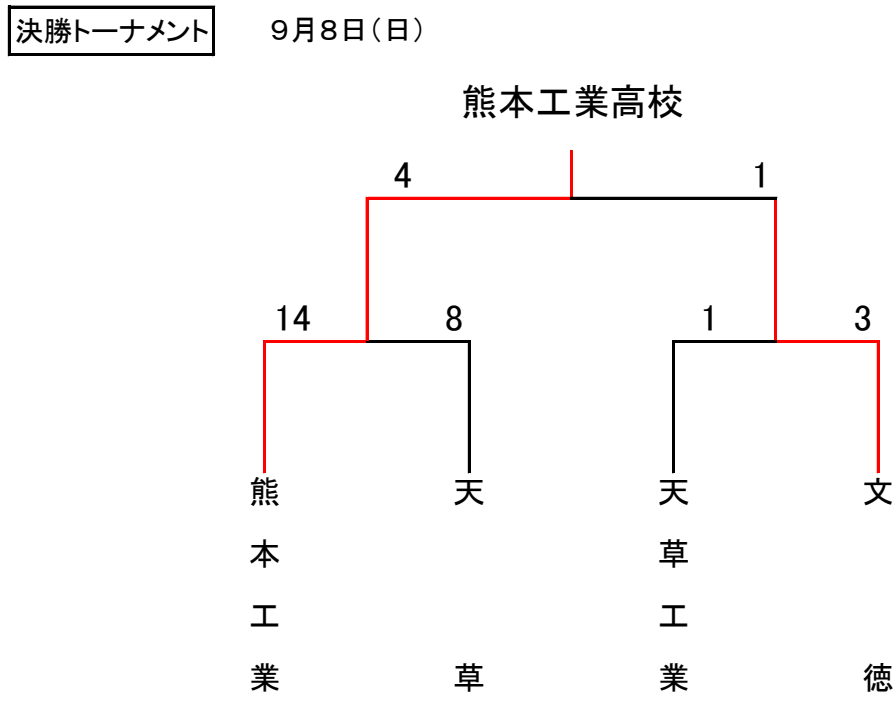 決勝トーナメント ９月８日（日）
熊本工業高校
4 1
14 8 1 3
熊本工業
天草
天草工業
文徳